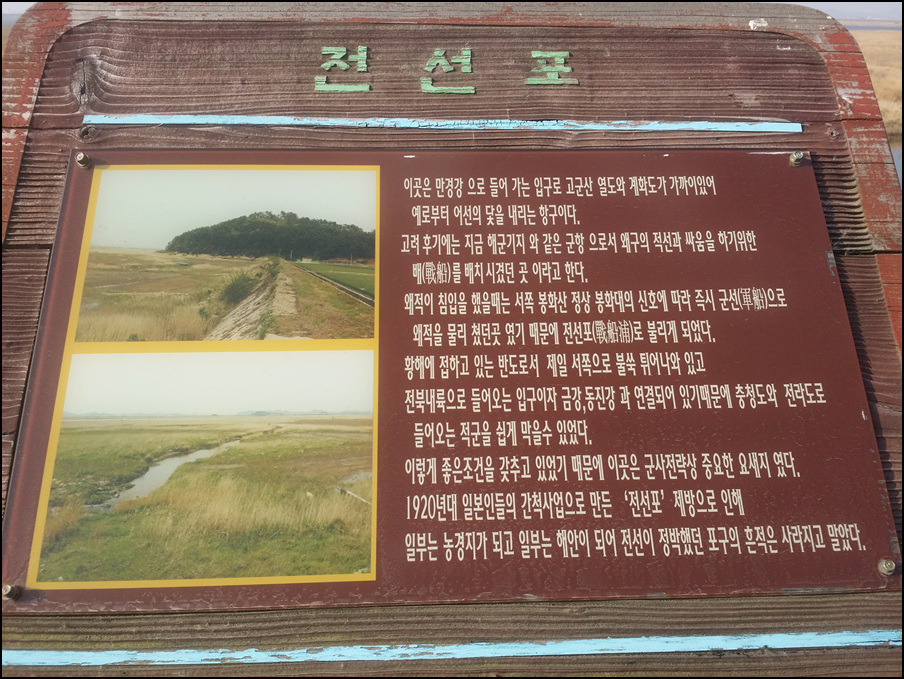 전선포
이곳은 만경강 으로 들어 가는 입구로 고군산 열도와 계화도가 가까이있어
예로부터 어선의 닻을 내리는 항구이다.
고려 후기에는 지금 해군기지 와 같은 군항 으로서 왜구의 적선과 싸움을 하기위한
배(戰船)를 배치시켰던 곳 이라고 한다.
왜적이 침입을 했을때는 서쪽 봉화산 정상 봉화대의 신호에 따라 즉시 군선(軍船)으로
왜적을 물리 쳤던곳 였기 때문에 전선포(戰船浦)로 불리게 되었다.
황해에 접하고 있는 반도로서 제일 서쪽으로 불쑥 튀어나와 있고
전북내륙으로 들어오는 입구이자 금강,동진강 과 연결되어 있기때문에 충청도와 전라도로
들어오는 적군을 쉽게 막을수 있었다.
이렇게 좋은조건을 갖추고 있었기 때문에 이곳은 군사전략상 중요한 요새지 였다.
1920년대 일본인들의 간척사업으로 만든 ‘전선포’ 제방으로 인해
일부는 농경지가 되고 일부는 해안이 되어 전선이 정박했던 포구의 흔적은 사라지고 말았다.